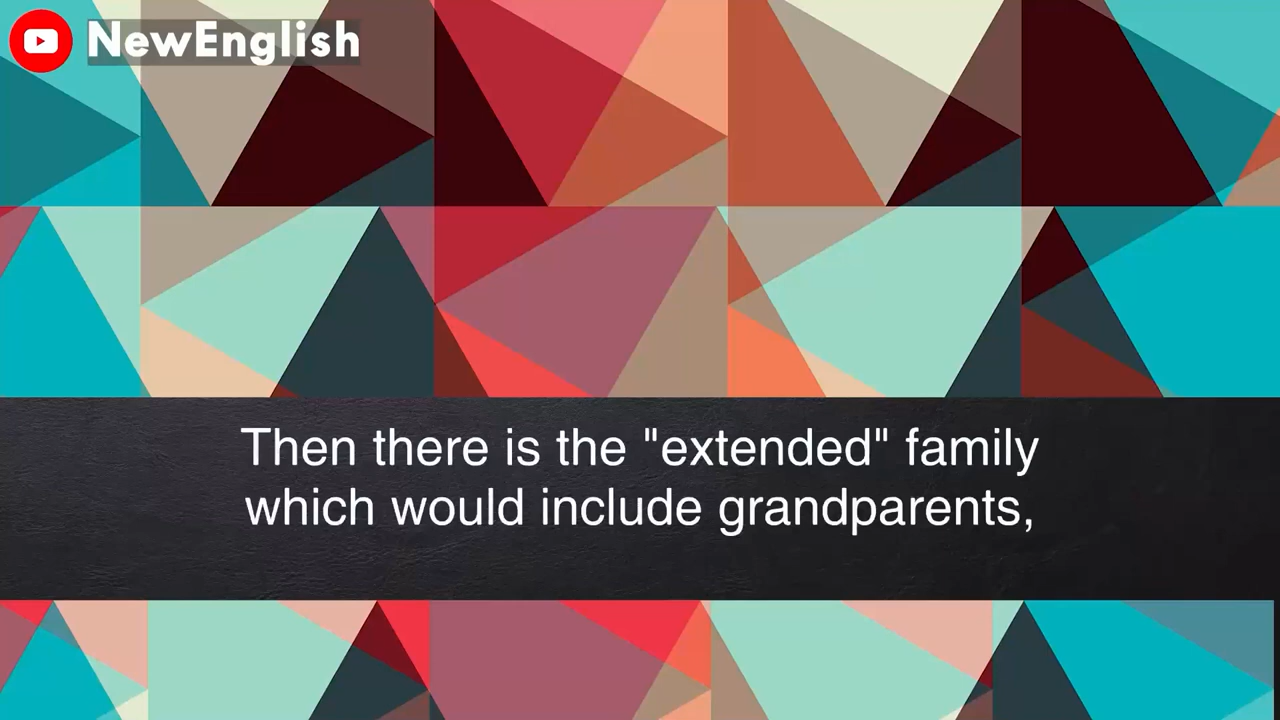 NewEnglish
Then there is the "extended" family
which would include grandparents,